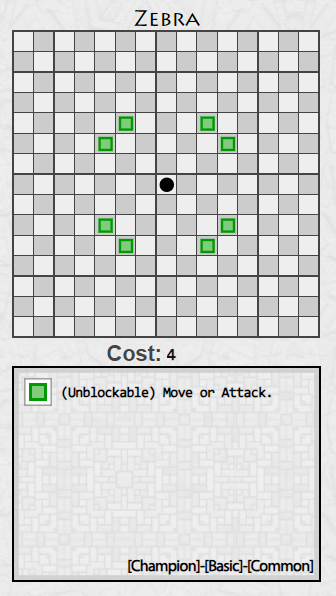 Zebra
Cost: 4
(Unblockable) Move or Attack.
[Champion]-[Basic]-[Common]